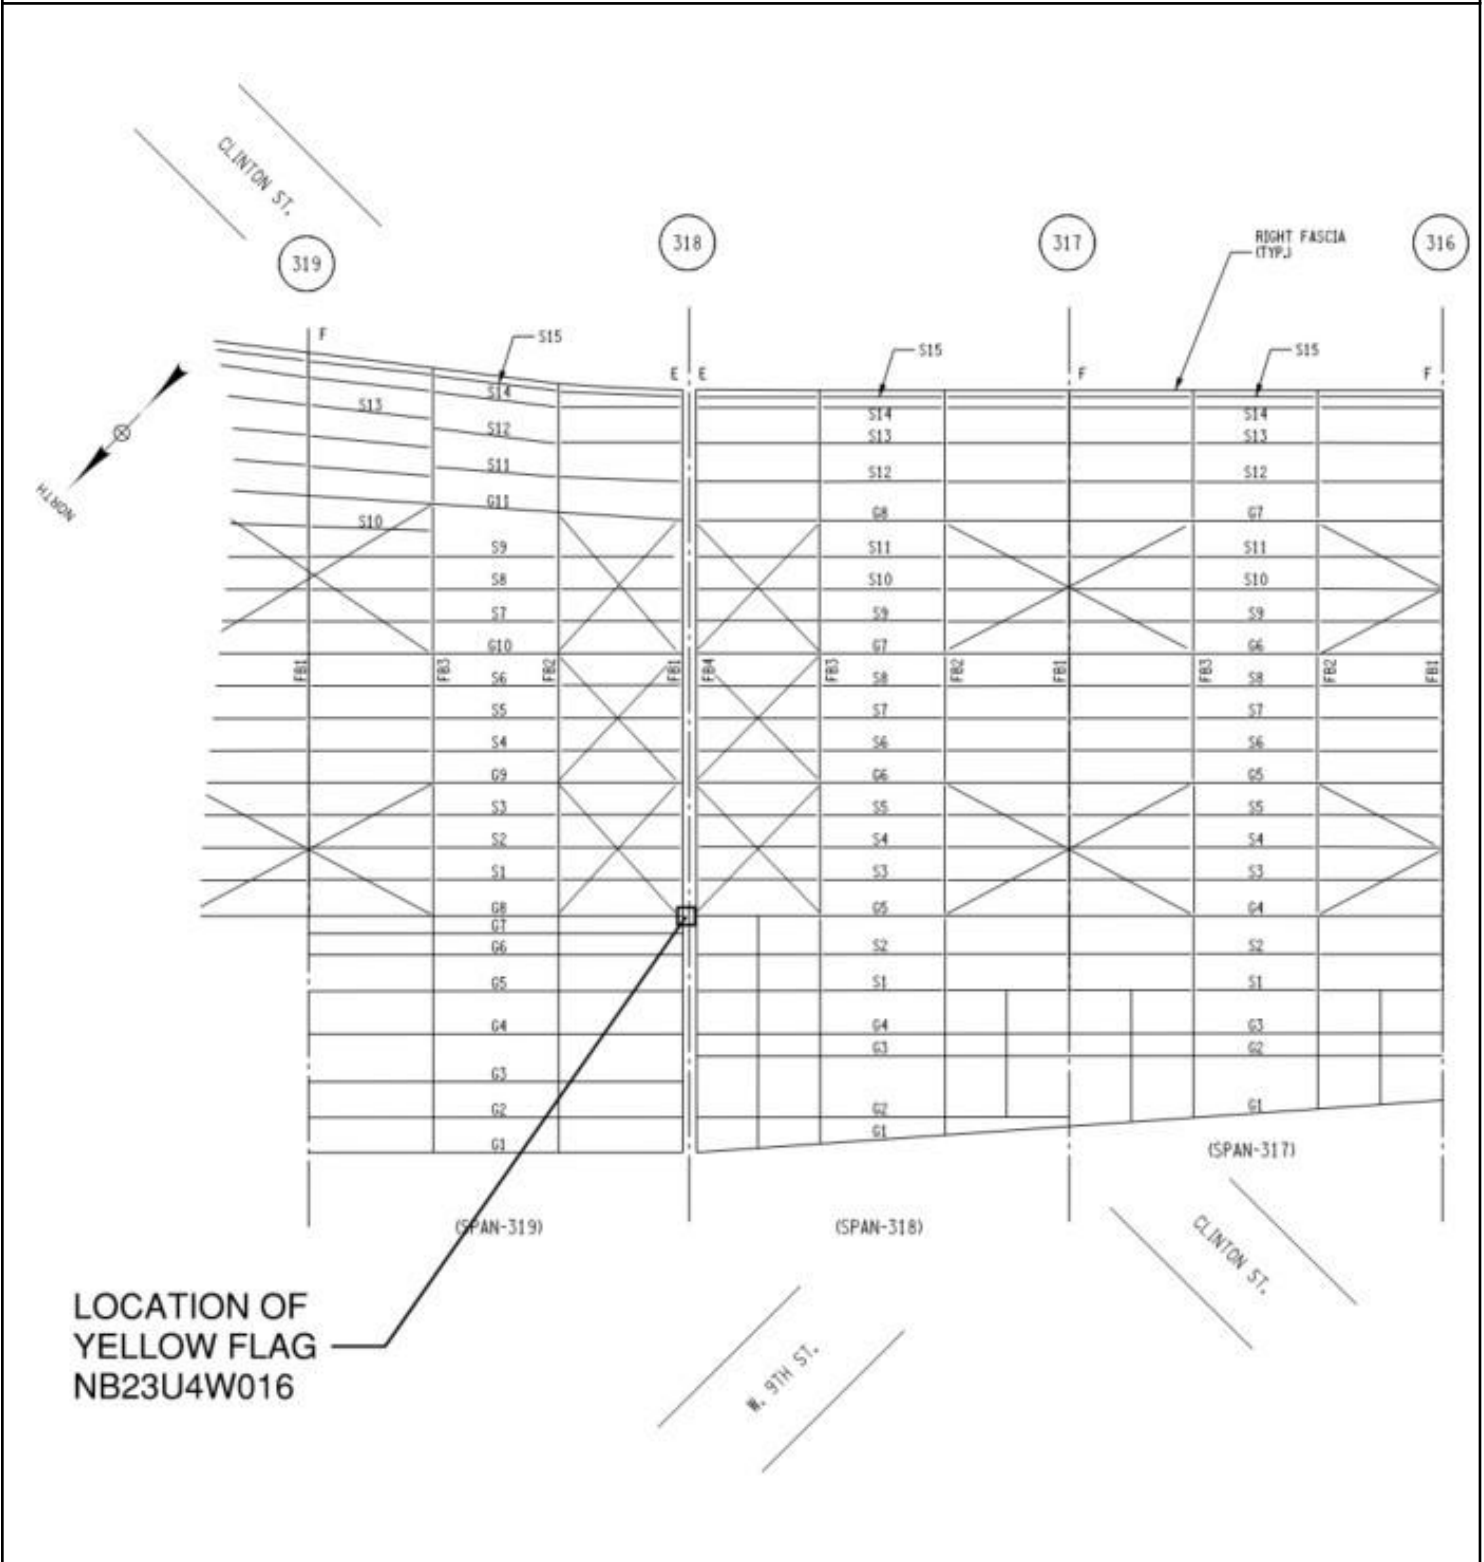 CLINTON ST.
319
318
317
316
RIGHT FASCIA
(TYP.)
F
S15
E
E
S15
F
S15
F
S13
S14
S14
S14
S12
S13
S13
S11
S12
S12
G11
G8
G7
S10
S9
S11
S11
S8
S10
S10
S7
S9
S9
G10
G7
G6
FB1
FB3
FB2
FB1
FB4
FB3
FB2
FB1
FB3
FB2
FB1
S6
S8
S8
S5
S7
S7
S4
S6
S6
G9
G6
G5
S3
S5
S5
S2
S4
S4
S1
S3
S3
G8
G5
G4
G7
G6
S2
S2
G5
S1
S1
G4
G4
G3
G3
G2
G3
G2
G2
G1
G1
G1
NORTH
(SPAN-319)
(SPAN-318)
(SPAN-317)
CLINTON ST.
W. 9TH ST.
LOCATION OF
YELLOW FLAG
NB23U4W016